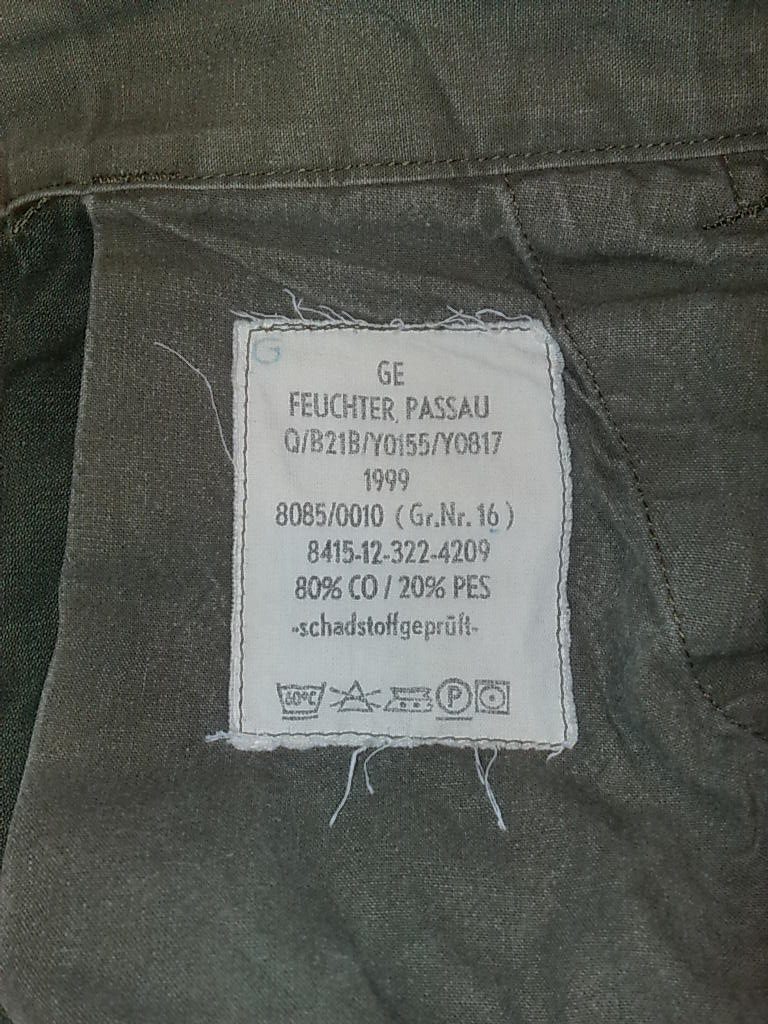 G
GE
FEUCHTER, PASSAU
Q/B21B/Y0155/Y0817
1999
8085/0010 (Gr.Nr. 16)
8415-12-322-4209
80% CO / 20% PES
-schadstoffgeprüft-
60°C P